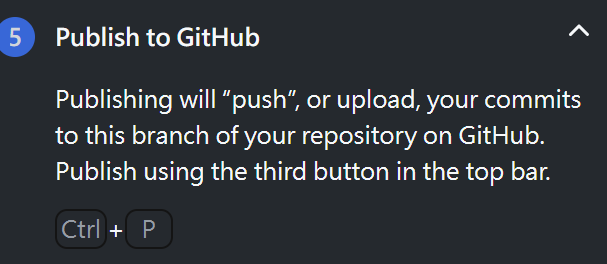 5 Publish to GitHub
Publishing will “push”, or upload, your commits
to this branch of your repository on GitHub.
Publish using the third button in the top bar.
Ctrl + P